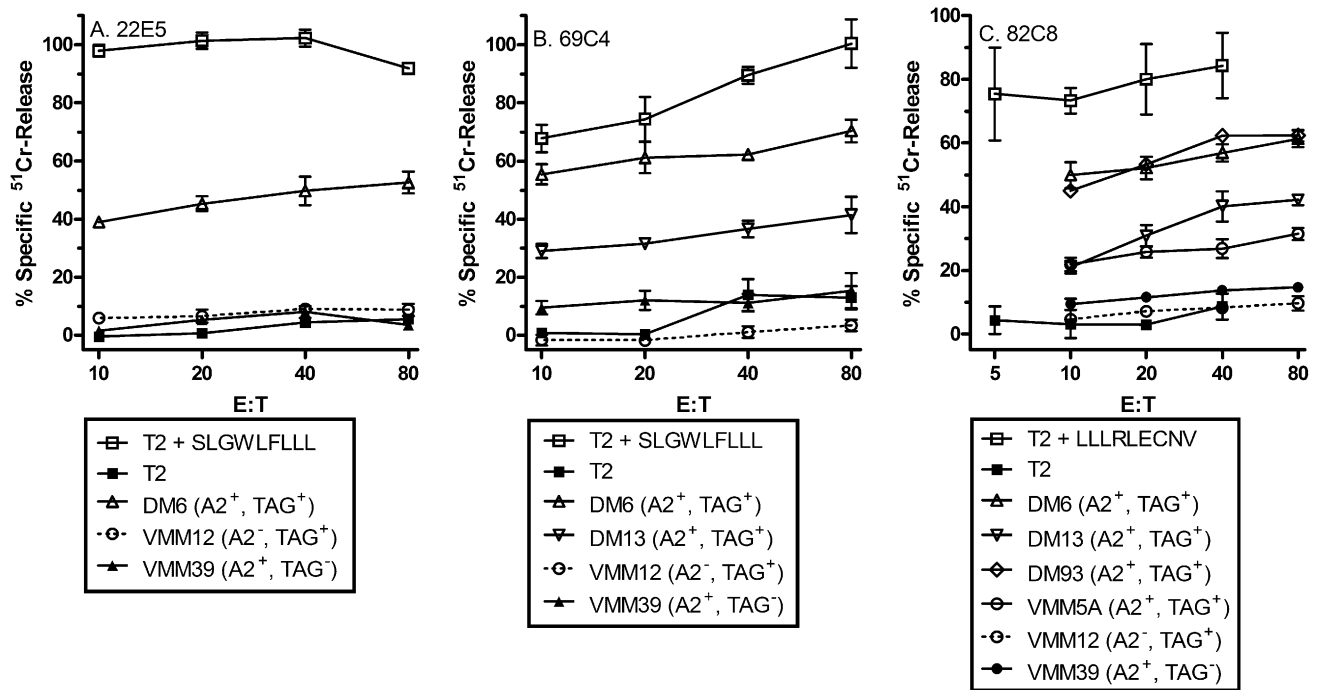 A. 22E5
% Specific ⁵¹Cr-Release
100
80
60
40
20
0
10 20 40 80
E:T
T2 + SLGWLFLLL
T2
DM6 (A2⁺, TAG⁺)
VMM12 (A2⁻, TAG⁺)
VMM39 (A2⁺, TAG⁻)
B. 69C4
% Specific ⁵¹Cr-Release
100
80
60
40
20
0
10 20 40 80
E:T
T2 + SLGWLFLLL
T2
DM6 (A2⁺, TAG⁺)
DM13 (A2⁺, TAG⁺)
VMM12 (A2⁻, TAG⁺)
VMM39 (A2⁺, TAG⁻)
C. 82C8
% Specific ⁵¹Cr-Release
100
80
60
40
20
0
5 10 20 40 80
E:T
T2 + LLLRLECNV
T2
DM6 (A2⁺, TAG⁺)
DM13 (A2⁺, TAG⁺)
DM93 (A2⁺, TAG⁺)
VMM5A (A2⁺, TAG⁺)
VMM12 (A2⁻, TAG⁺)
VMM39 (A2⁺, TAG⁻)